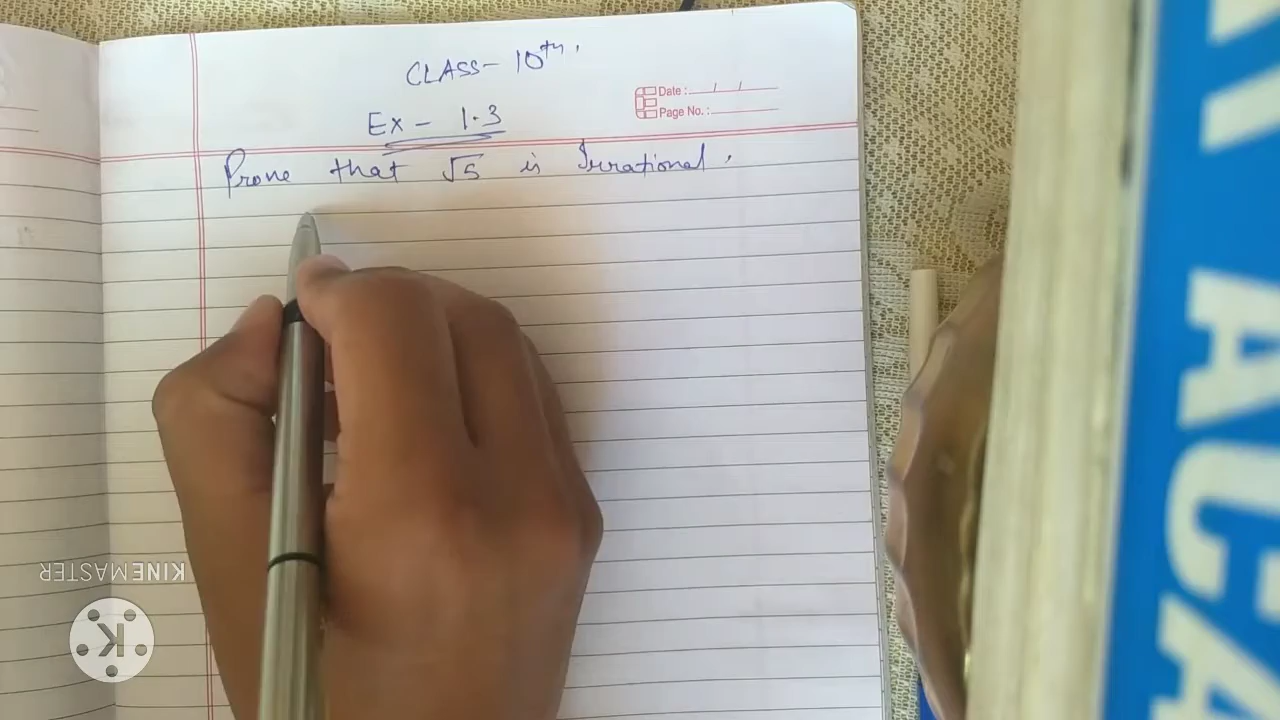 CLASS- 10th.
Ex - 1.3
Date : / /
Page No. :
Prove that √5 is Irrational.
KINEMASTER
K